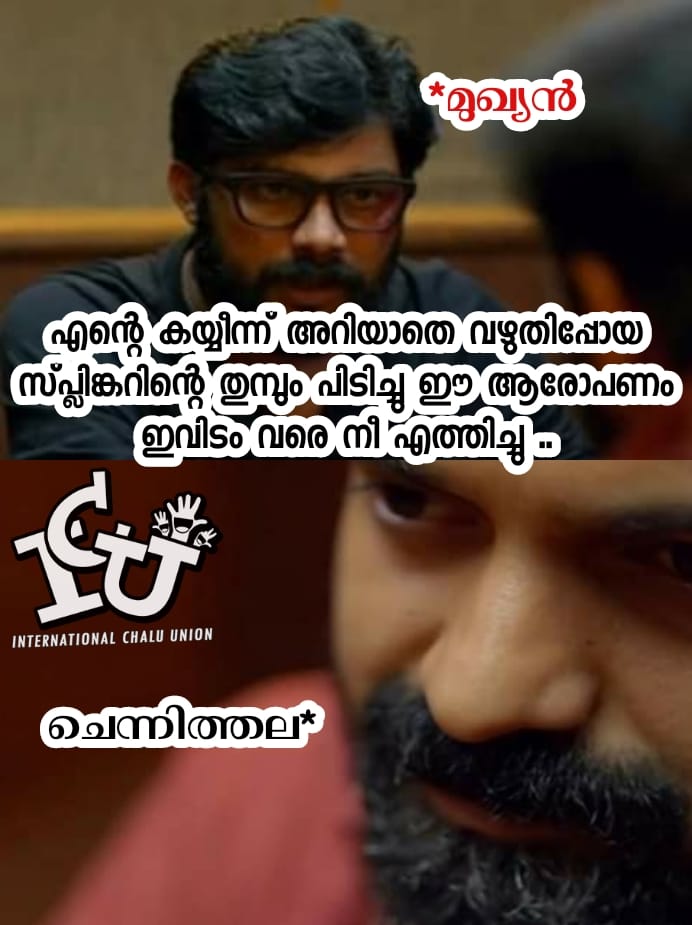 *മുഖ്യൻ
എന്റെ കയ്യീന്ന് അറിയാതെ വഴുതിപ്പോയ
സ്പ്ലിങ്കറിന്റെ തുമ്പും പിടിച്ചു ഈ ആരോപണം
ഇവിടം വരെ നീ എത്തിച്ചു ..
ICU
INTERNATIONAL CHALU UNION
ചെന്നിത്തല*